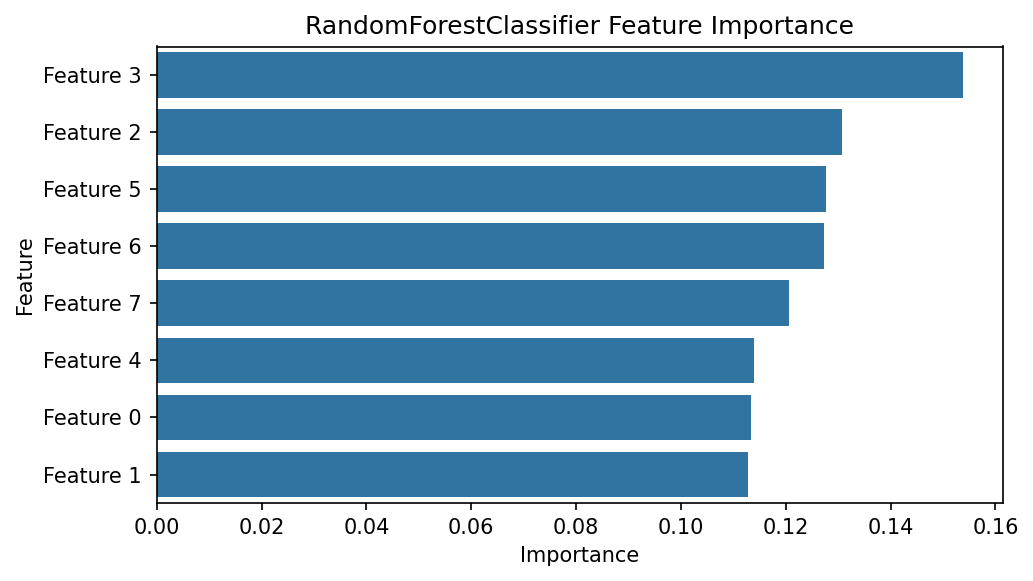 RandomForestClassifier Feature Importance
Feature 3
Feature 2
Feature 5
Feature 6
Feature 7
Feature 4
Feature 0
Feature 1
Feature
0.00 0.02 0.04 0.06 0.08 0.10 0.12 0.14 0.16
Importance